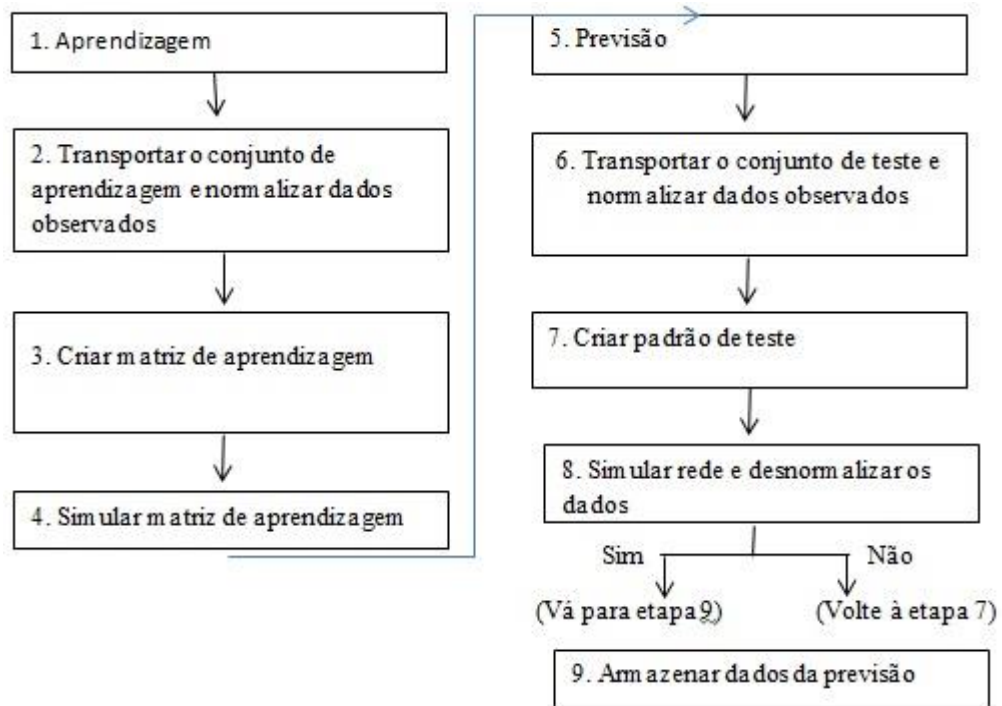 1. Aprendizagem
2. Transportar o conjunto de
aprendizagem e normalizar dados
observados
3. Criar matriz de aprendizagem
4. Simular matriz de aprendizagem
5. Previsão
6. Transportar o conjunto de teste e
normalizar dados observados
7. Criar padrão de teste
8. Simular rede e desnormalizar os
dados
Sim
Não
(Vá para etapa 9)
(Volte à etapa 7)
9. Armazenar dados da previsão